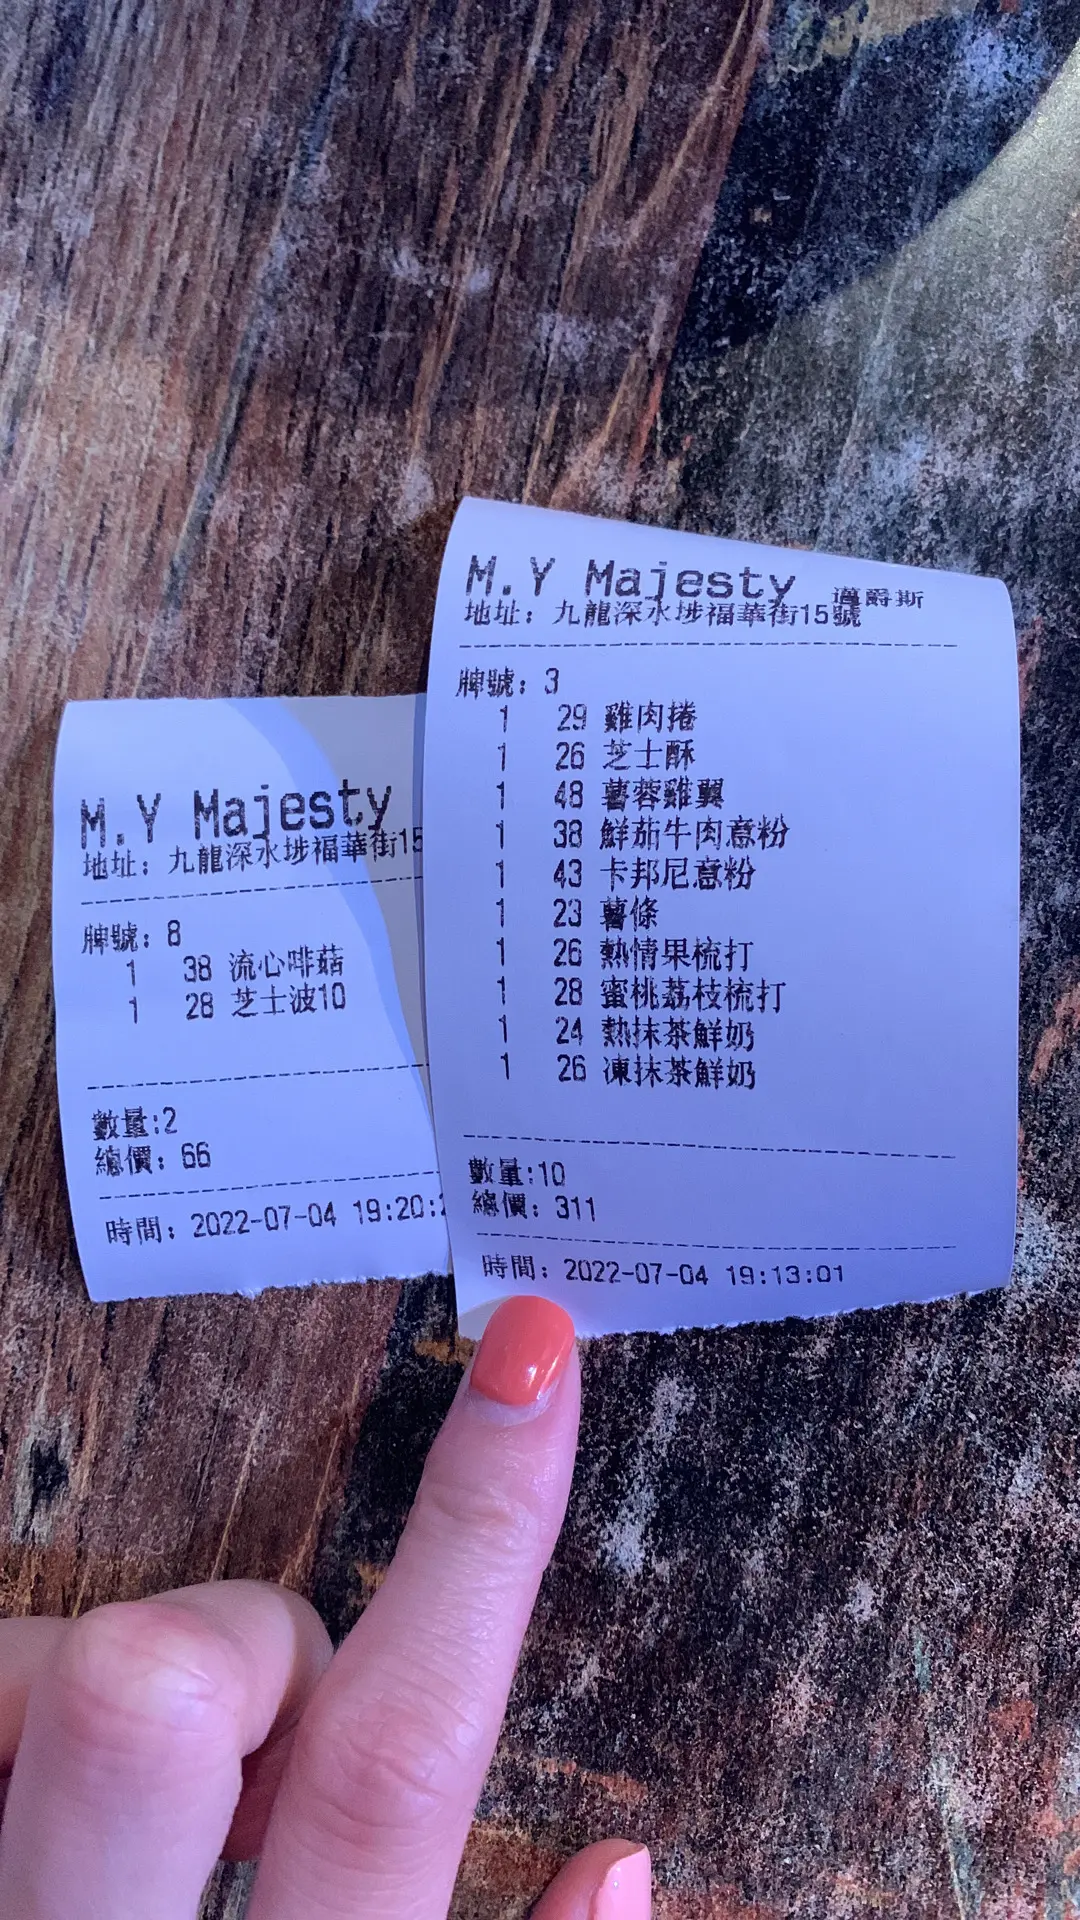 M.Y Majesty
地址：九龍深水埗福華街15
牌號：8
1 38 流心啡菇
1 28 芝士波10
數量:2
總價：66
時間：2022-07-04 19:20:
M.Y Majesty 邁爵斯
地址：九龍深水埗福華街15號
牌號：3
1 29 雞肉捲
1 26 芝士酥
1 48 薯蓉雞翼
1 38 鮮茄牛肉意粉
1 43 卡邦尼意粉
1 23 薯條
1 26 熱情果梳打
1 28 蜜桃荔枝梳打
1 24 熱抹茶鮮奶
1 26 凍抹茶鮮奶
數量:10
總價：311
時間：2022-07-04 19:13:01